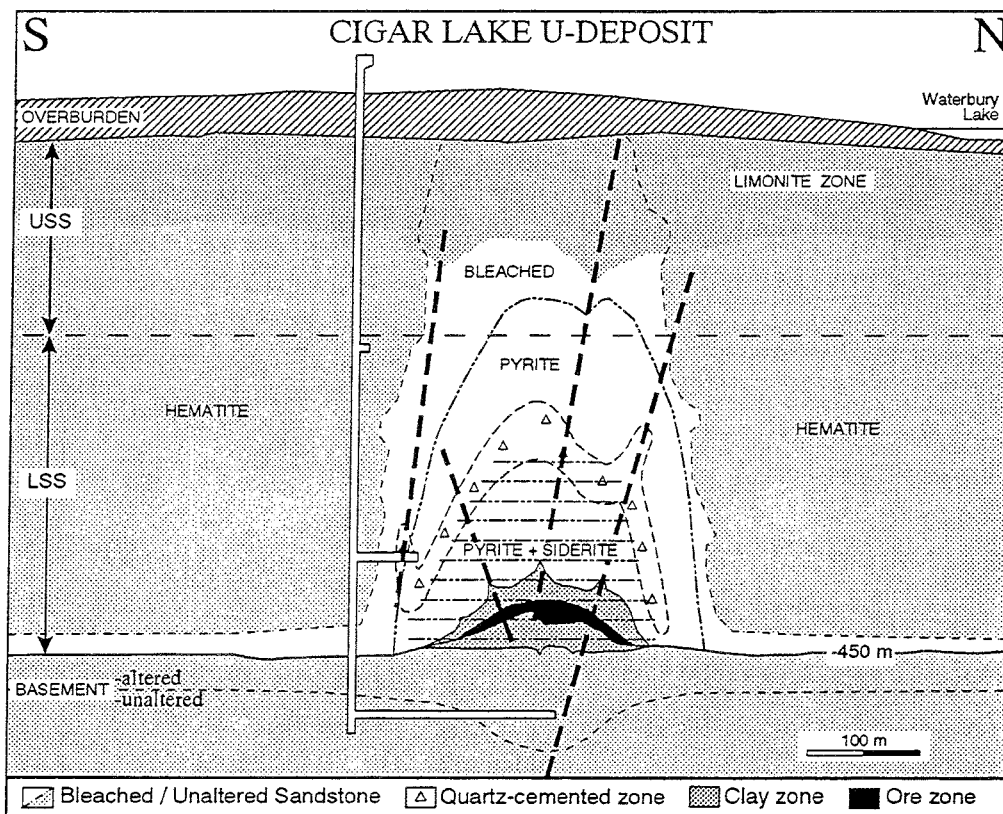 S
CIGAR LAKE U-DEPOSIT
N
Waterbury
Lake
OVERBURDEN
LIMONITE ZONE
USS
BLEACHED
PYRITE
HEMATITE
HEMATITE
LSS
PYRITE + SIDERITE
-450 m
BASEMENT -altered
-unaltered
100 m
Bleached / Unaltered Sandstone
Quartz-cemented zone
Clay zone
Ore zone